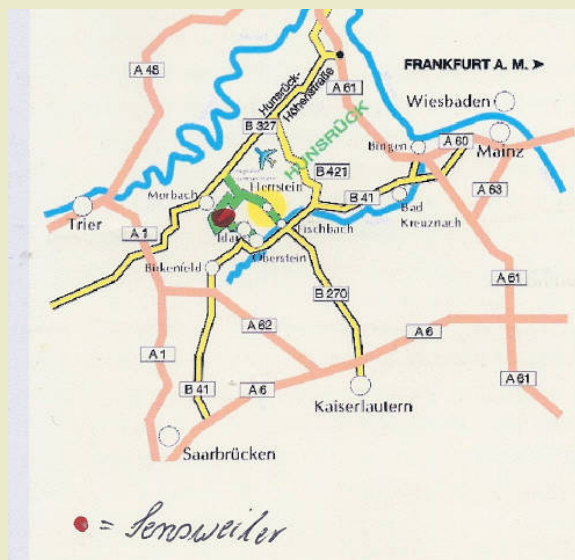 A 48
FRANKFURT A. M.
A 61
Wiesbaden
Hunsrück-
Höhenstraße
B 327
HUNSRÜCK
Bingen
A 60
Mainz
B 421
Herrstein
Morbach
B 41
A 63
Bad
Kreuznach
Trier
Idar
Fischbach
A 1
Oberstein
Birkenfeld
A 61
B 270
A 62
A 6
A 1
A 61
B 41
A 6
Kaiserlautern
Saarbrücken
= Sensweiler